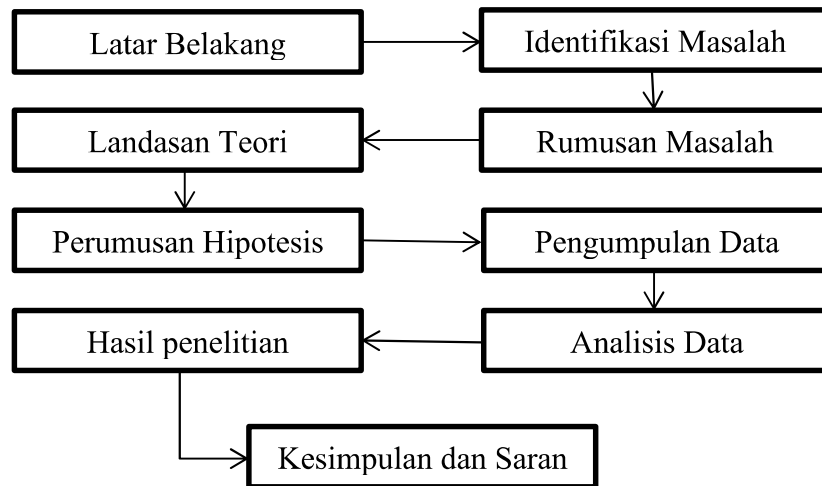 Latar Belakang
Identifikasi Masalah
Rumusan Masalah
Landasan Teori
Perumusan Hipotesis
Pengumpulan Data
Analisis Data
Hasil penelitian
Kesimpulan dan Saran